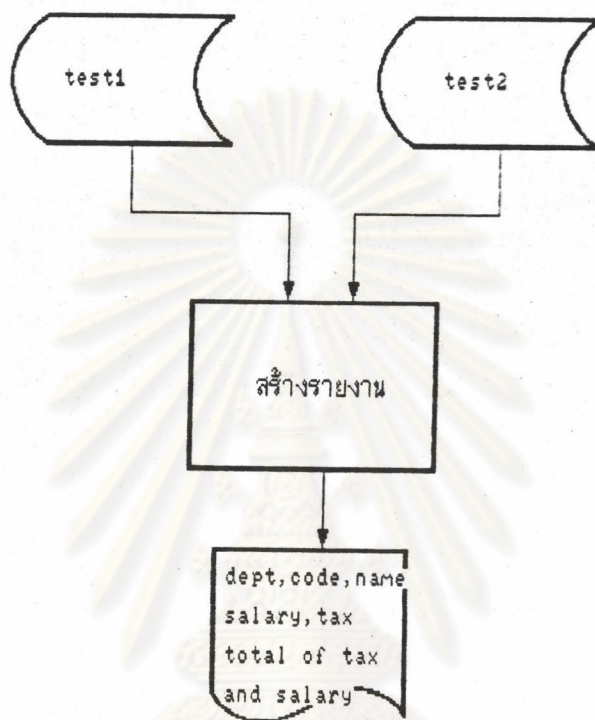 test1
test2
สร้างรายงาน
dept,code,name
salary,tax
total of tax
and salary